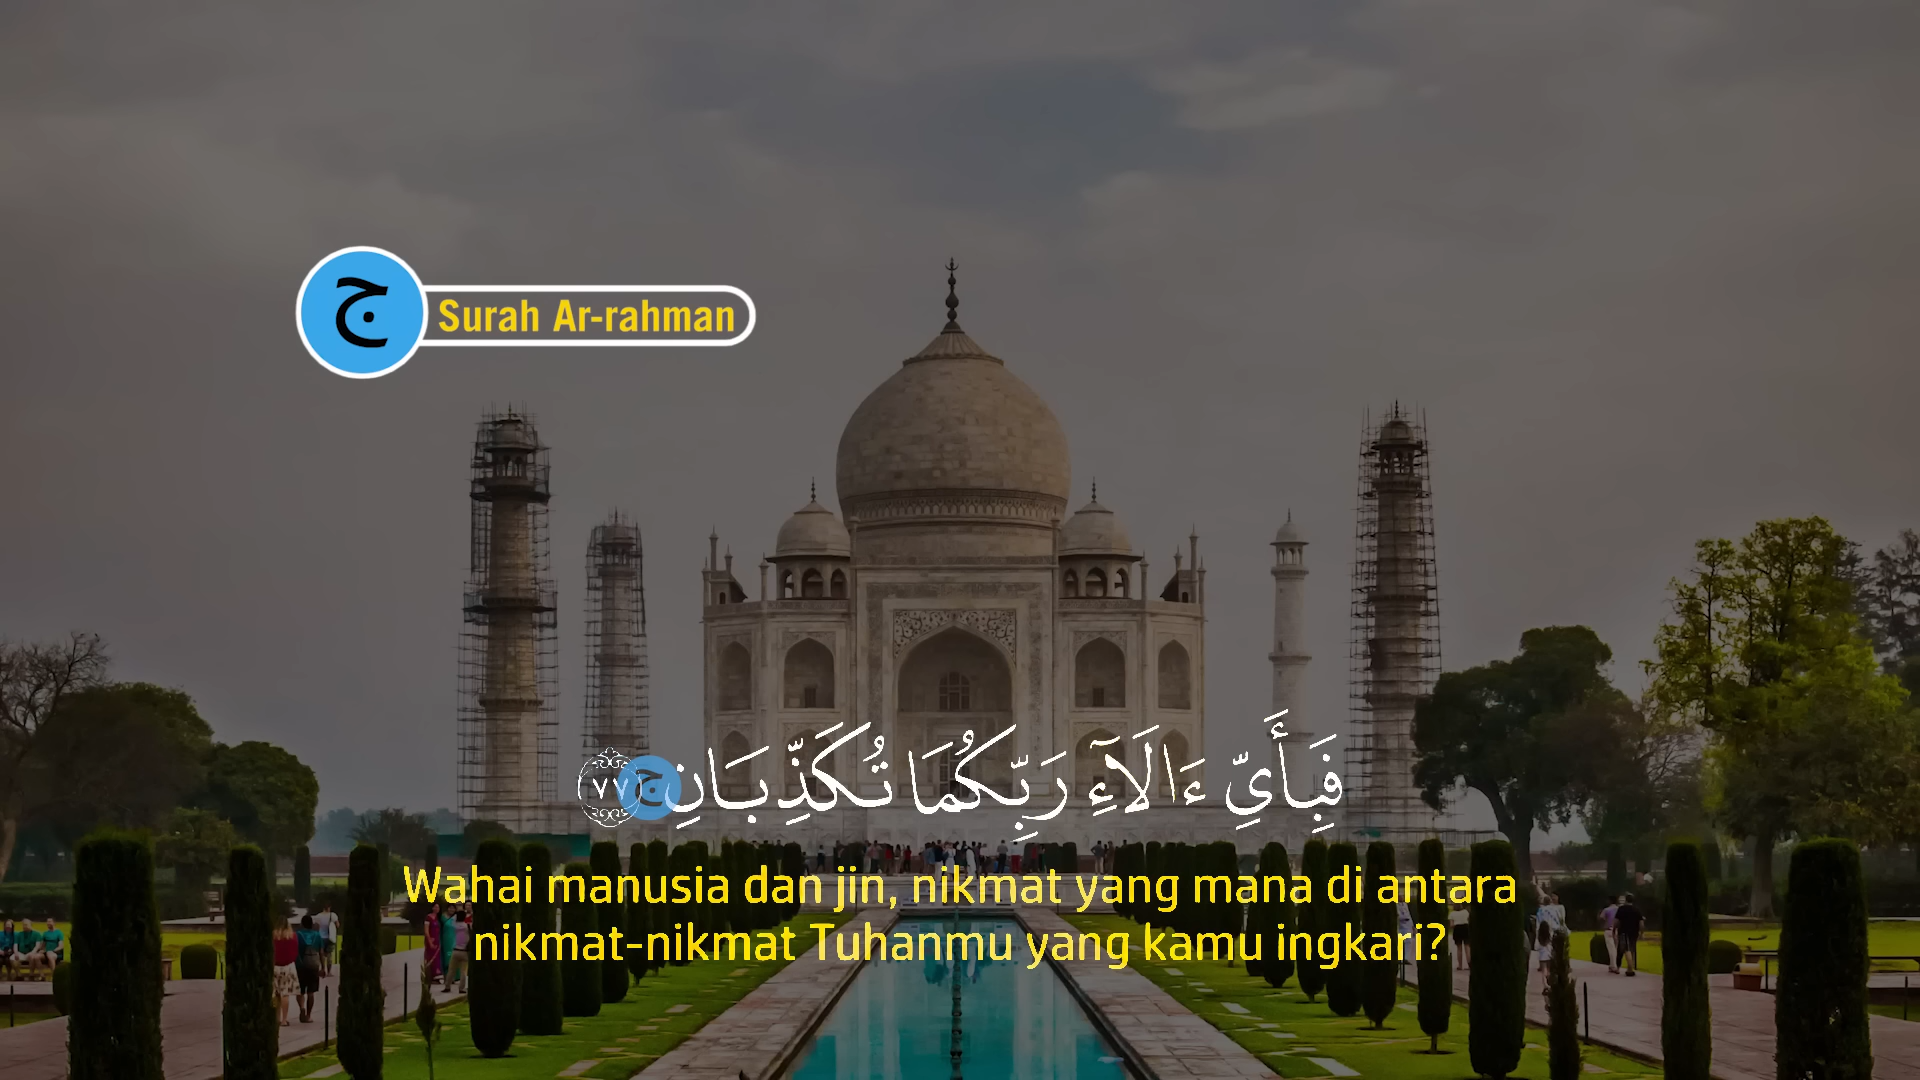 ج
Surah Ar-rahman
فَبِأَيِّ ءَالَآءِ رَبِّكُمَا تُكَذِّبَانِ ج ٧٧
Wahai manusia dan jin, nikmat yang mana di antara
nikmat-nikmat Tuhanmu yang kamu ingkari?